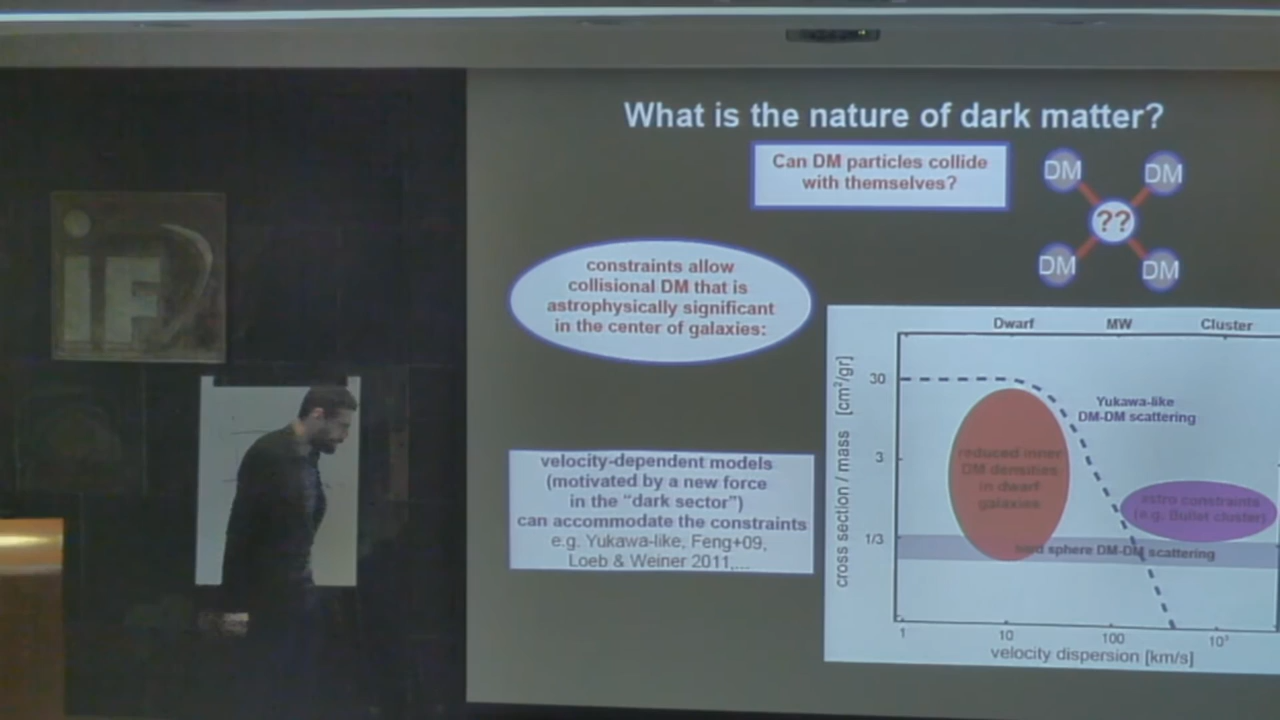 What is the nature of dark matter?
Can DM particles collide
with themselves?
DM
DM
??
DM
DM
constraints allow
collisional DM that is
astrophysically significant
in the center of galaxies:
velocity-dependent models
(motivated by a new force
in the “dark sector”)
can accommodate the constraints
e.g. Yukawa-like, Feng+09,
Loeb & Weiner 2011,...
Dwarf MW Cluster
cross section / mass [cm²/gr]
30
3
1/3
Yukawa-like
DM-DM scattering
reduced inner
DM densities
in dwarf
galaxies
astro constraints
(e.g. Bullet cluster)
hard sphere DM-DM scattering
1 10 100 10³
velocity dispersion [km/s]
iF